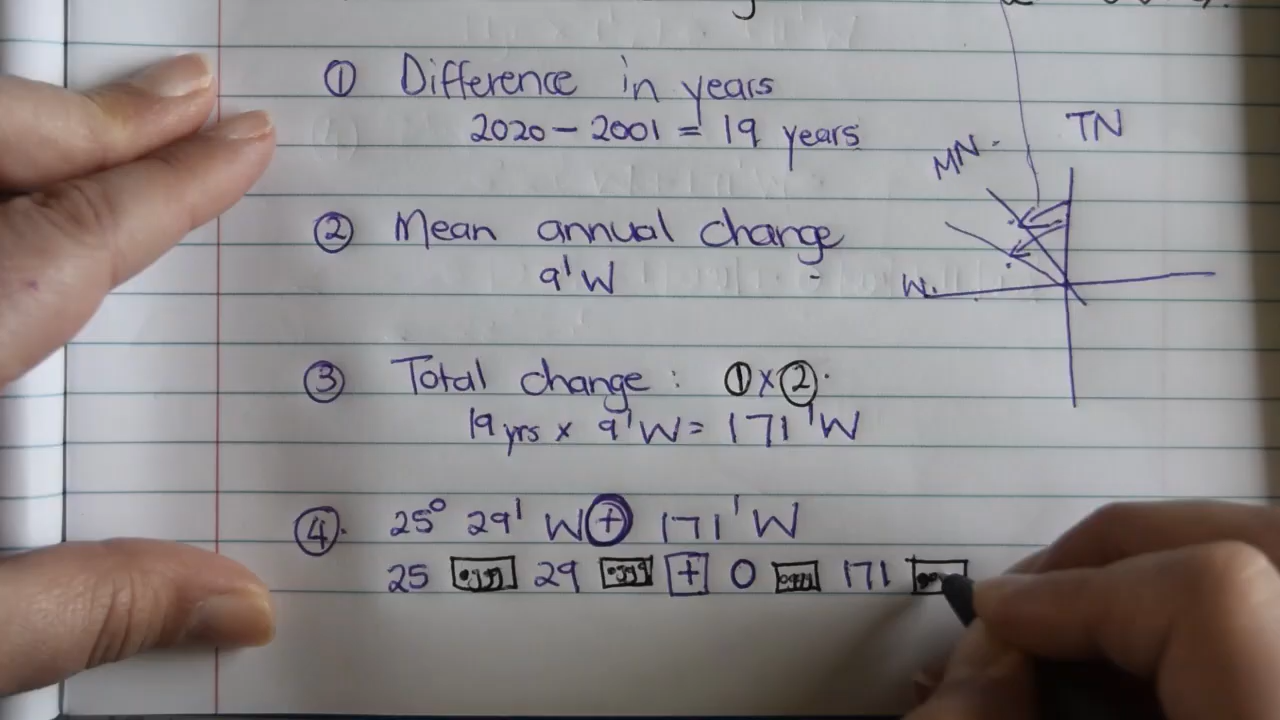 ① Difference in years
2020 - 2001 = 19 years
TN
MN.
② Mean annual change
9' W
W.
③ Total change : ① x ②.
19 yrs x 9' W = 171' W
④. 25° 29' W + 171' W
25 °''' 29 °''' + 0 °''' 171